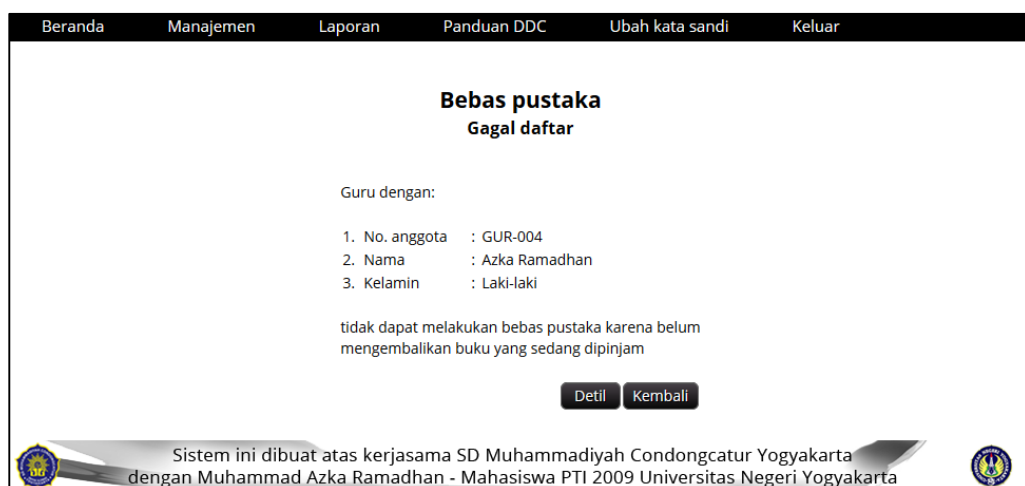 Beranda Manajemen Laporan Panduan DDC Ubah kata sandi Keluar
Bebas pustaka
Gagal daftar
Guru dengan:
1. No. anggota : GUR-004
2. Nama : Azka Ramadhan
3. Kelamin : Laki-laki
tidak dapat melakukan bebas pustaka karena belum
mengembalikan buku yang sedang dipinjam
Detil Kembali
Sistem ini dibuat atas kerjasama SD Muhammadiyah Condongcatur Yogyakarta
dengan Muhammad Azka Ramadhan - Mahasiswa PTI 2009 Universitas Negeri Yogyakarta